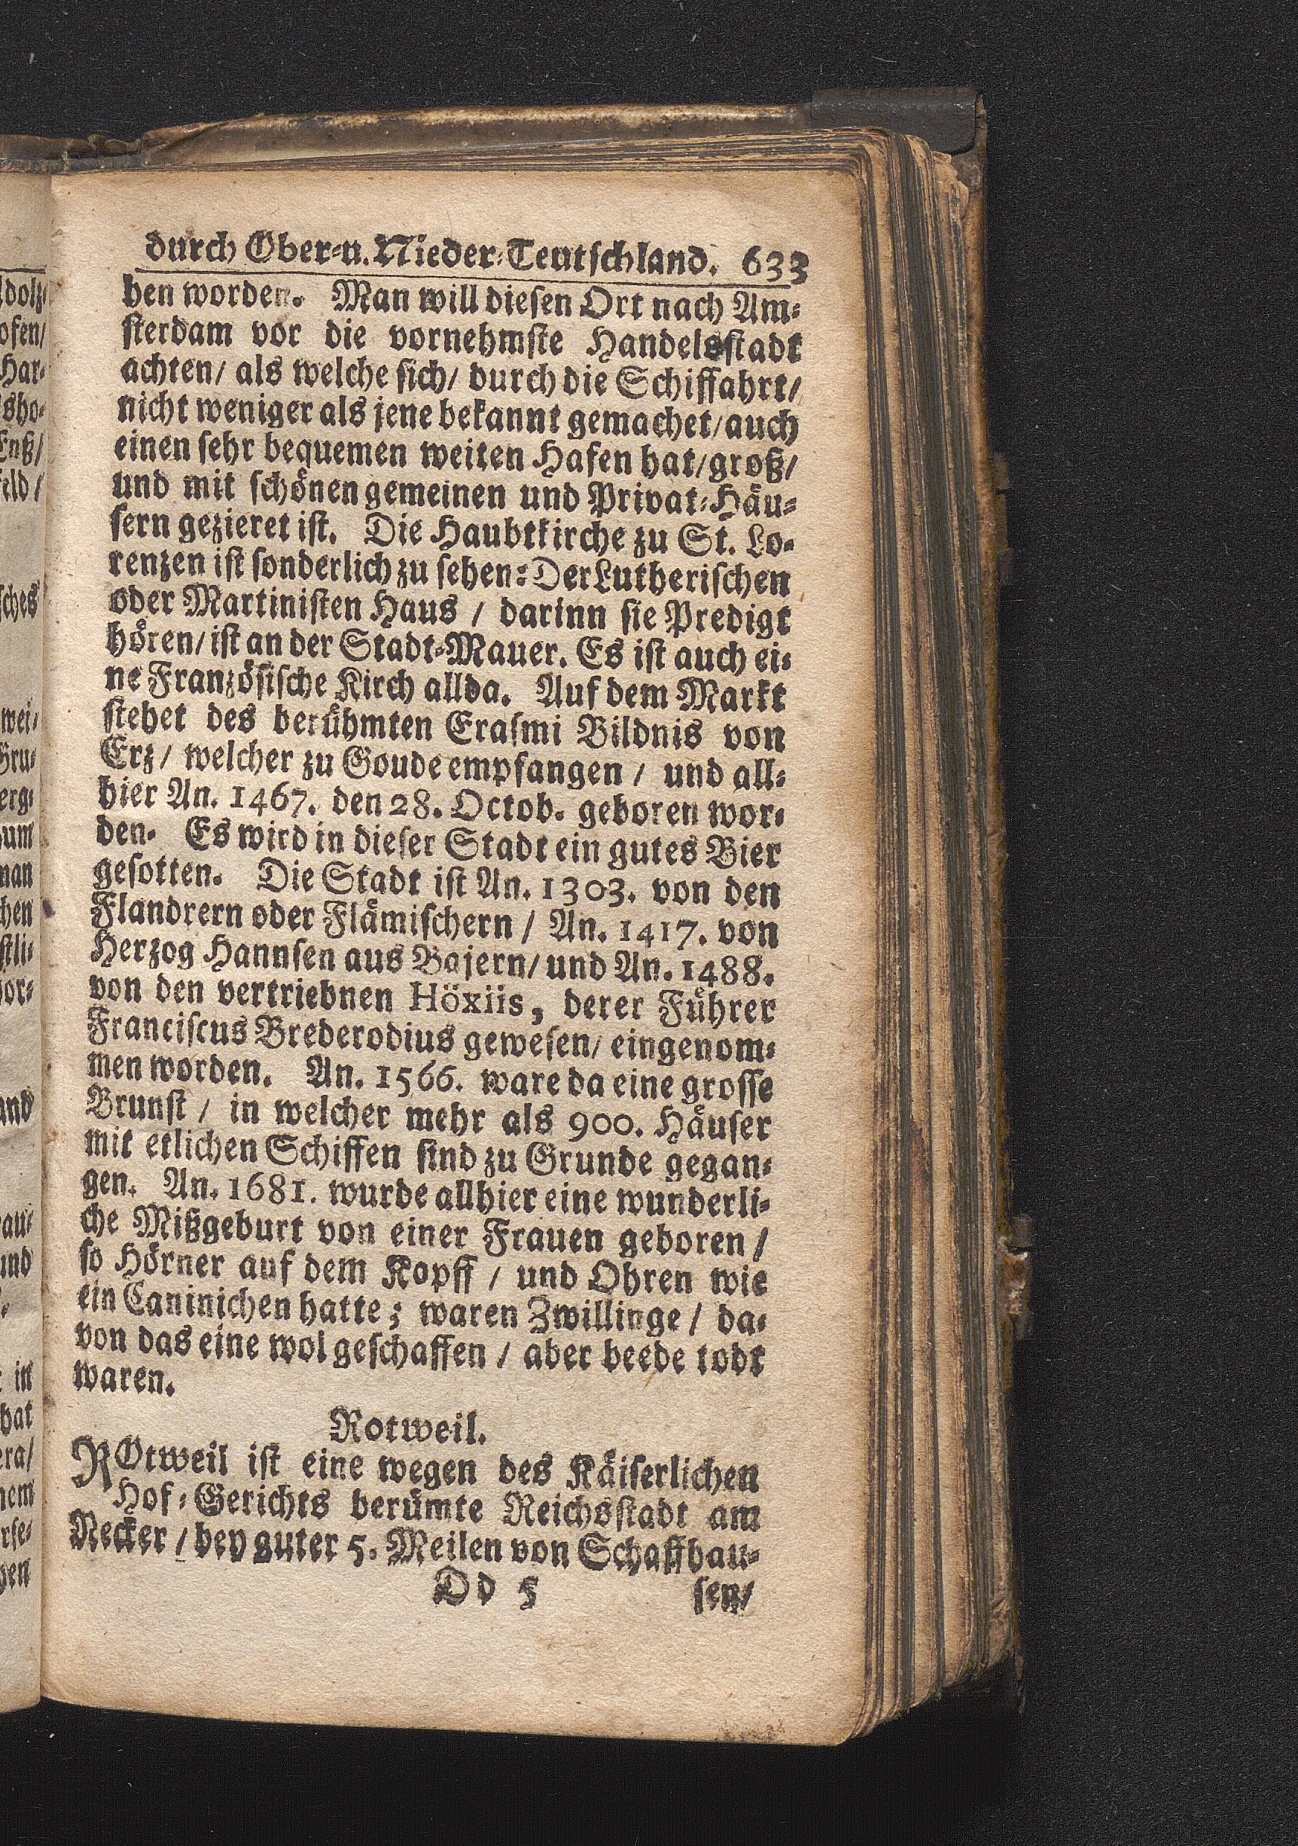 durch Ober-u. Nieder-Teutschland. 633
ben worden. Man will diesen Ort nach Am-
sterdam vor die vornehmste Handelsstadt
achten/ als welche sich/ durch die Schiffahrt/
nicht weniger als jene bekannt gemachet/ auch
einen sehr bequemen weiten Hafen hat/ groß/
und mit schönen gemeinen und Privat-Häu-
sern gezieret ist. Die Haubtkirche zu St. Lo-
renzen ist sonderlich zu sehen: Der Lutherischen
oder Martinisten Haus / darinn sie Predigt
hören/ ist an der Stadt-Mauer. Es ist auch ei-
ne Französische Kirch allda. Auf dem Markt
stehet des berühmten Erasmi Bildnis von
Erz/ welcher zu Goude empfangen / und all-
hier An. 1467. den 28. Octob. geboren wor-
den. Es wird in dieser Stadt ein gutes Bier
gesotten. Die Stadt ist An. 1303. von den
Flandrern oder Flämischern / An. 1417. von
Herzog Hannsen aus Bajern/ und An. 1488.
von den vertriebnen Höxiis, derer Führer
Franciscus Brederodius gewesen/ eingenom-
men worden. An. 1566. ware da eine grosse
Brunst / in welcher mehr als 900. Häuser
mit etlichen Schiffen sind zu Grunde gegan-
gen. An. 1681. wurde allhier eine wunderli-
che Mißgeburt von einer Frauen geboren /
so Hörner auf dem Kopff / und Ohren wie
ein Caninichen hatte; waren Zwillinge / da-
von das eine wol geschaffen / aber beede todt
waren.
Rotweil.
ROtweil ist eine wegen des Käiserlichen
Hof-Gerichts berümte Reichsstadt am
Necker / bey guter 5. Meilen von Schaffhau-
Dd 5 sen/